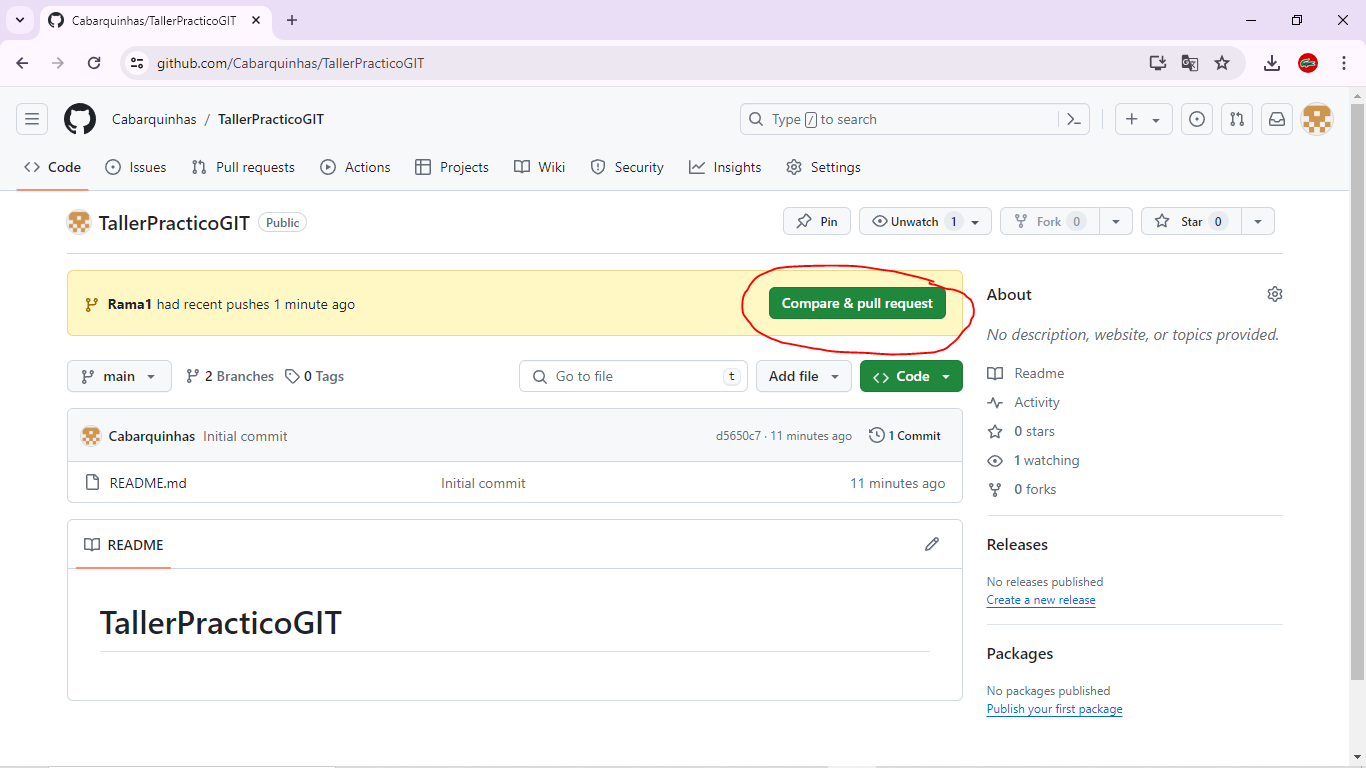 Cabarquinhas/TallerPracticoGIT
github.com/Cabarquinhas/TallerPracticoGIT
Cabarquinhas / TallerPracticoGIT
Type / to search
Code Issues Pull requests Actions Projects Wiki Security Insights Settings
TallerPracticoGIT Public
Pin Unwatch 1 Fork 0 Star 0
Rama1 had recent pushes 1 minute ago
Compare & pull request
main 2 Branches 0 Tags
Go to file t Add file Code
Cabarquinhas Initial commit d5650c7 · 11 minutes ago 1 Commit
README.md Initial commit 11 minutes ago
README
TallerPracticoGIT
About
No description, website, or topics provided.
Readme
Activity
0 stars
1 watching
0 forks
Releases
No releases published
Create a new release
Packages
No packages published
Publish your first package